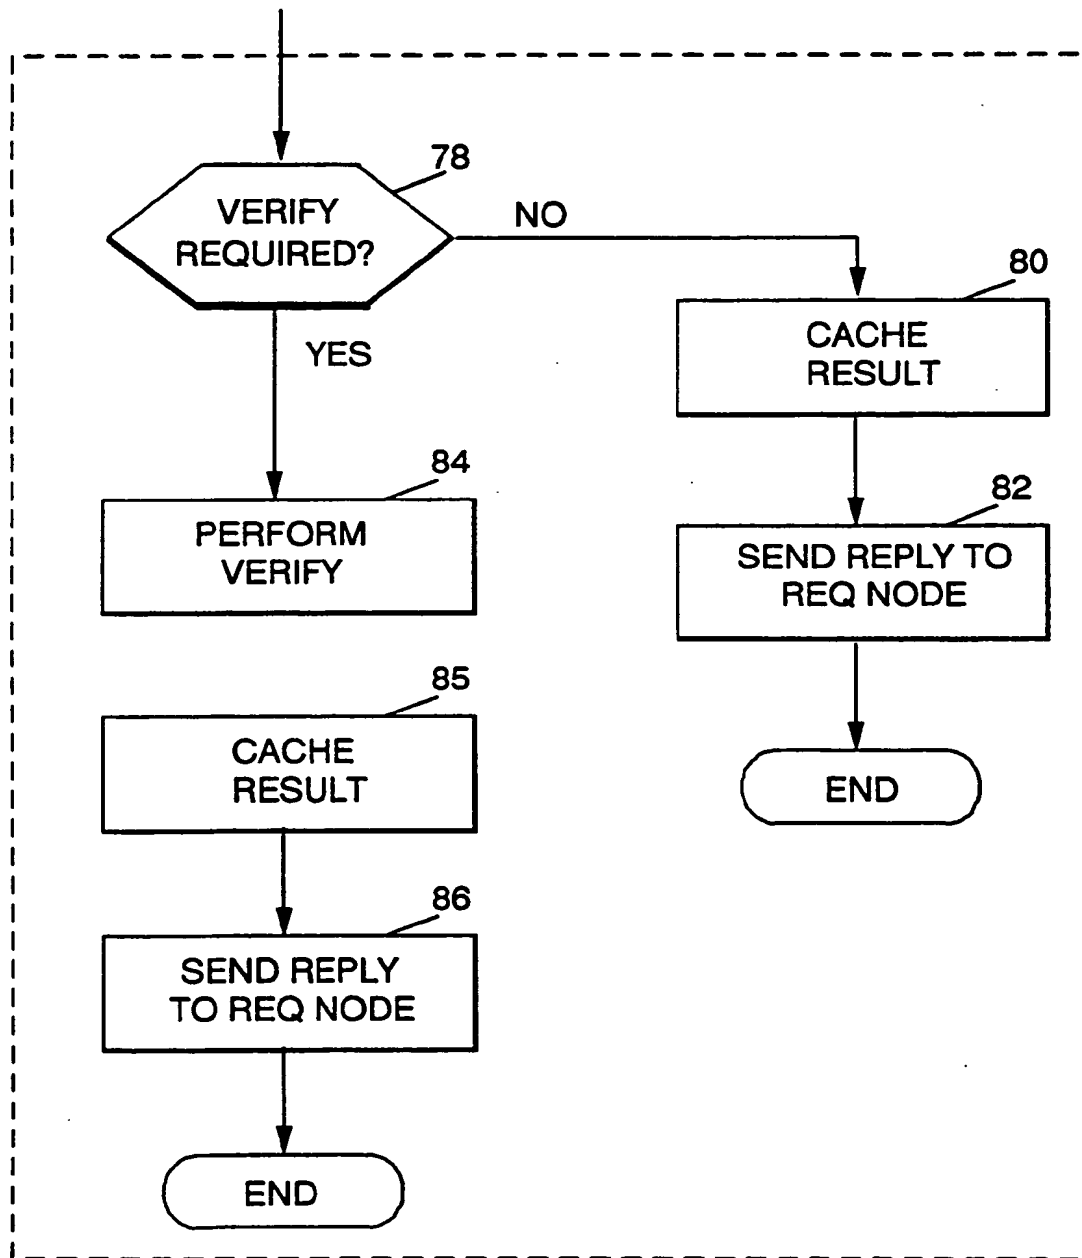 78
VERIFY
REQUIRED?
NO
YES
80
CACHE
RESULT
84
PERFORM
VERIFY
82
SEND REPLY TO
REQ NODE
85
CACHE
RESULT
END
86
SEND REPLY
TO REQ NODE
END